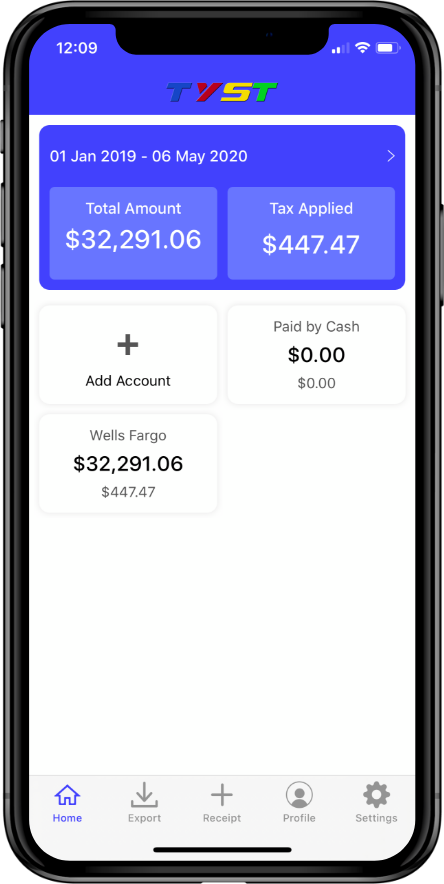 12:09
TYST
01 Jan 2019 - 06 May 2020
Total Amount
$32,291.06
Tax Applied
$447.47
Add Account
Paid by Cash
$0.00
$0.00
Wells Fargo
$32,291.06
$447.47
Home
Export
Receipt
Profile
Settings